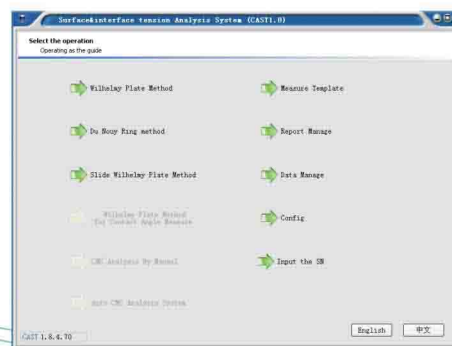 Surface&interface tension Analysis System (CAST1.0)
Select the operation
Operating as the guide
Wilhelmy Plate Method
Measure Template
Du Nouy Ring method
Report Manage
Slide Wilhelmy Plate Method
Data Manage
Wilhelmy Plate Method
for Contact Angle Measure
Config
CMC Analysis By Manual
Input the SN
Auto CMC Analysis System
English
中文
CAST 1.8.4.70